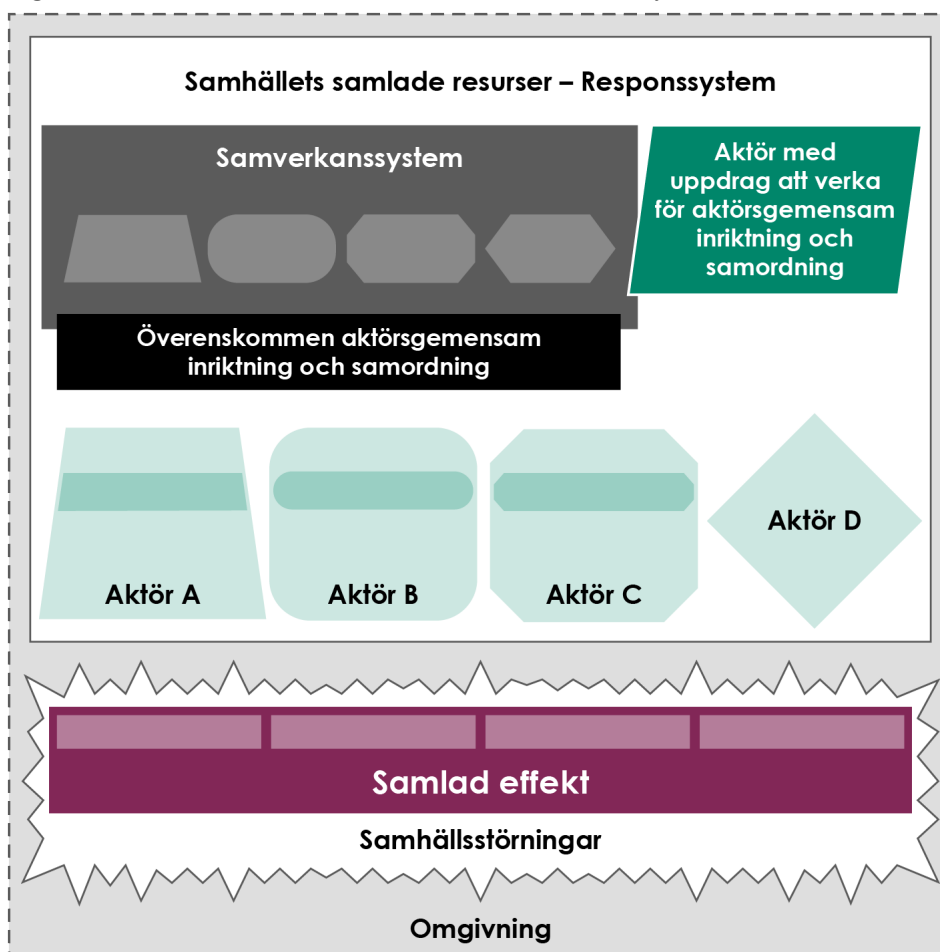 Samhällets samlade resurser – Responssystem
Samverkanssystem
Aktör med
uppdrag att verka
för aktörsgemensam
inriktning och
samordning
Överenskommen aktörsgemensam
inriktning och samordning
Aktör A
Aktör B
Aktör C
Aktör D
Samlad effekt
Samhällsstörningar
Omgivning